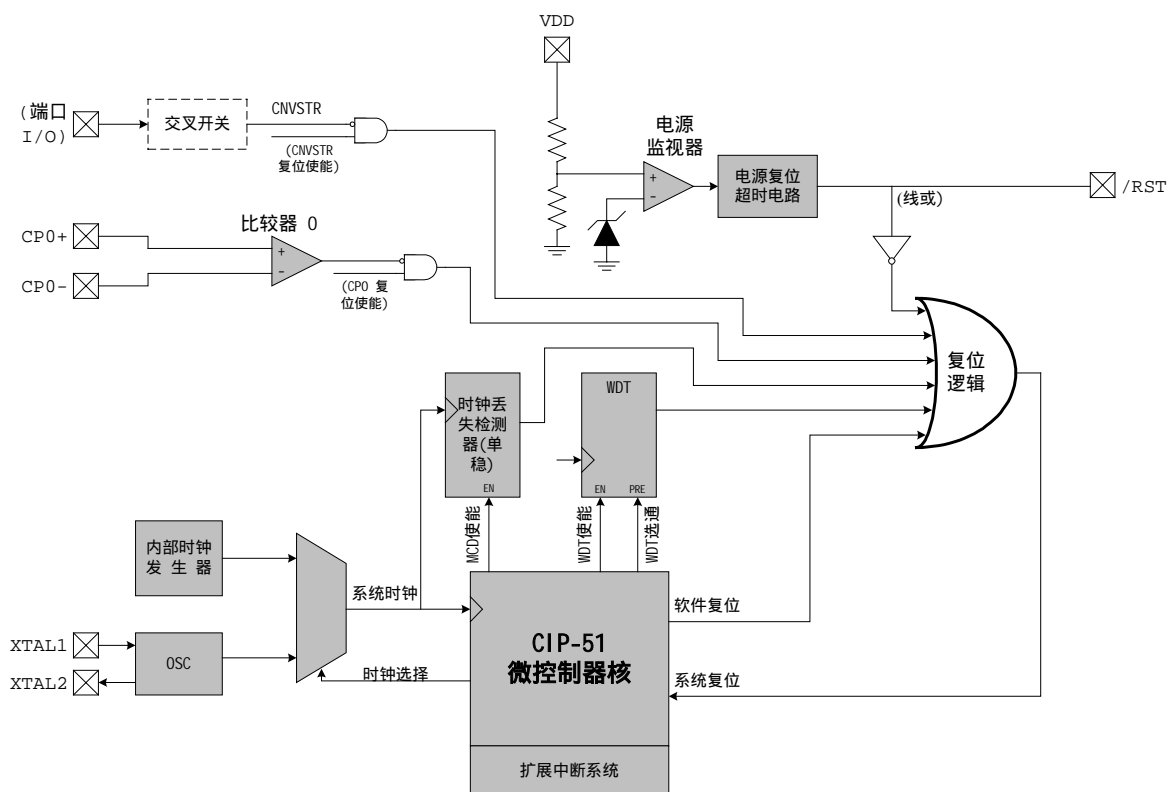 VDD
(端口
I/O)
交叉开关
CNVSTR
(CNVSTR
复位使能)
电源
监视器
+
-
电源复位
超时电路
(线或)
/RST
CP0+
CP0-
比较器 0
+
-
(CP0 复
位使能)
复位
逻辑
时钟丢
失检测
器(单
稳)
EN
WDT
EN
PRE
MCD使能
WDT使能
WDT选通
内部时钟
发 生 器
系统时钟
XTAL1
XTAL2
OSC
时钟选择
CIP-51
微控制器核
软件复位
系统复位
扩展中断系统